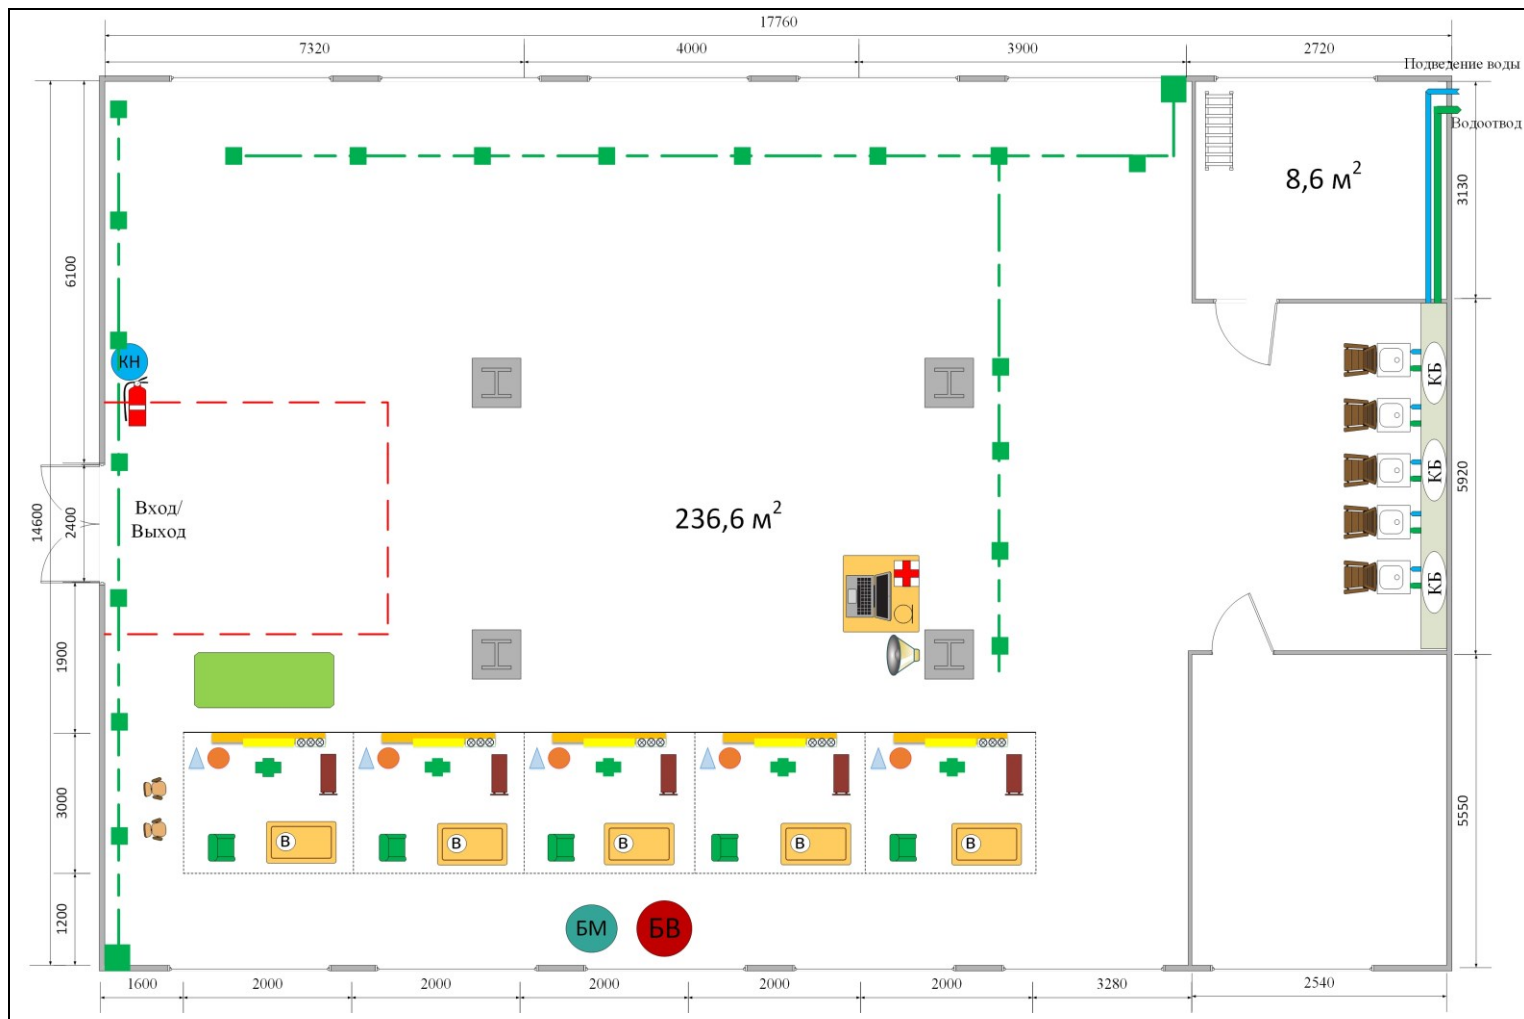 17760
7320
4000
3900
2720
Подведение воды
Водоотвод
8,6 м²
3130
6100
КН
КБ
КБ
КБ
5920
Вход/
Выход
14600
2400
236,6 м²
1900
3000
В
В
В
В
В
5550
1200
БМ
БВ
1600
2000
2000
2000
2000
2000
3280
2540